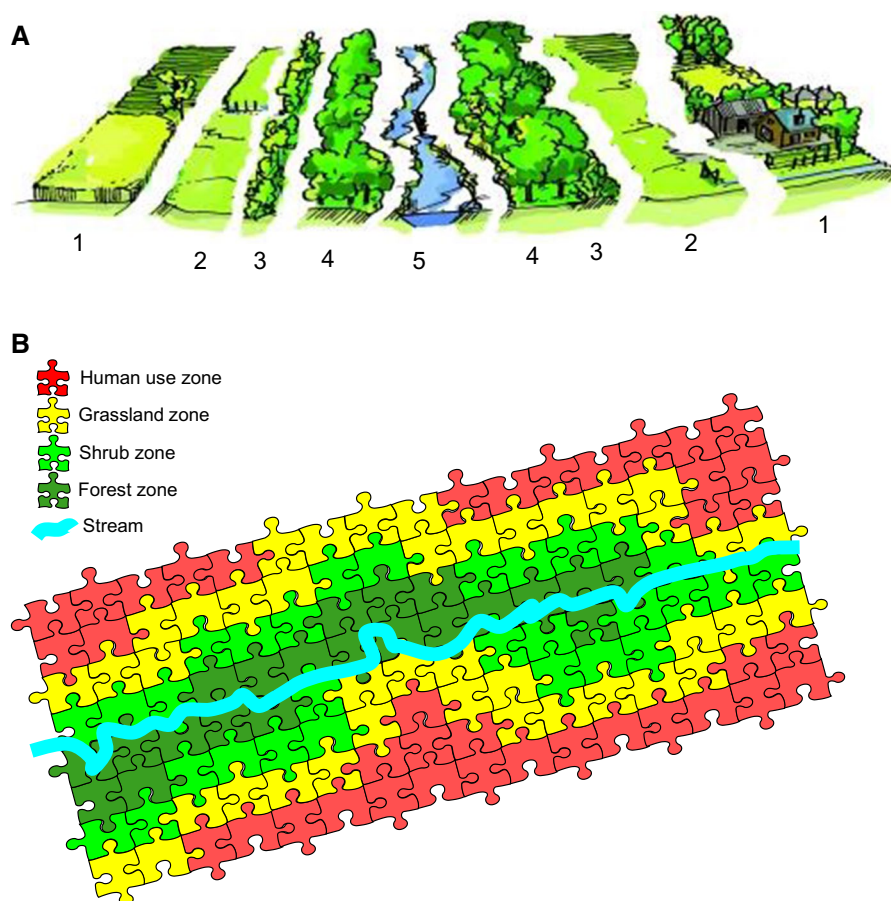 A
1 2 3 4 5 4 3 2 1
B
Human use zone
Grassland zone
Shrub zone
Forest zone
Stream